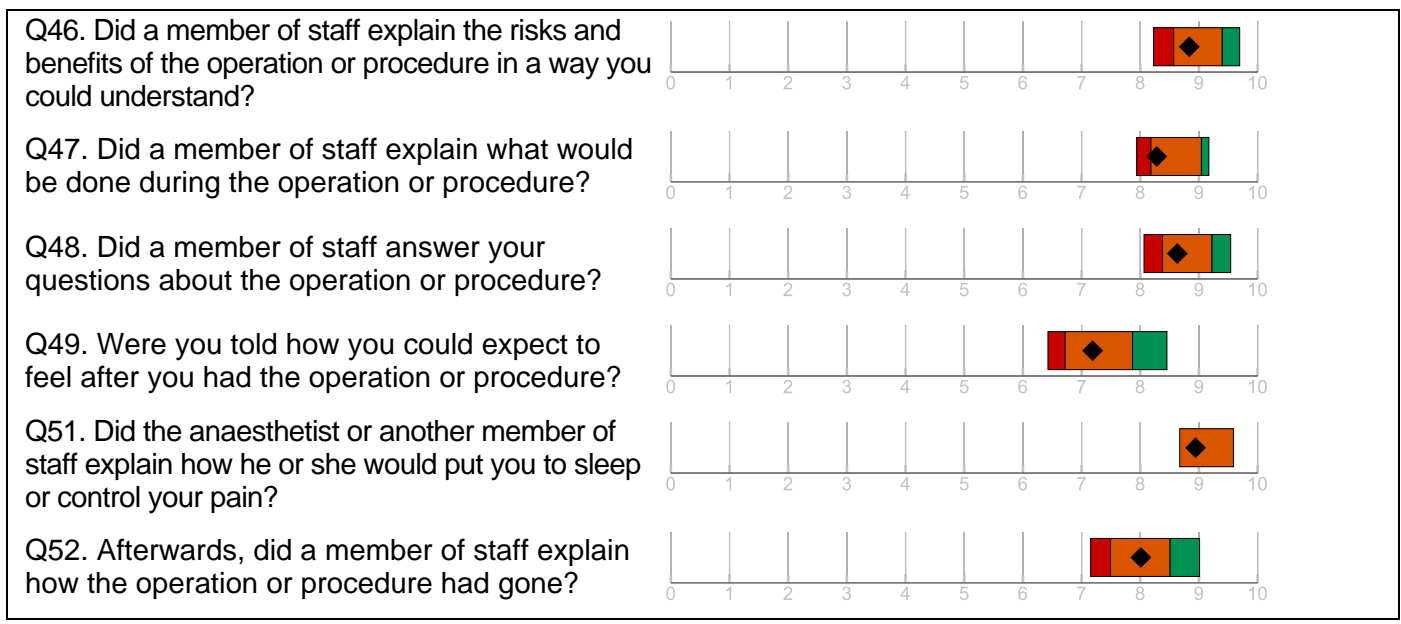 Q46. Did a member of staff explain the risks and
benefits of the operation or procedure in a way you
could understand?
0 1 2 3 4 5 6 7 8 9 10
Q47. Did a member of staff explain what would
be done during the operation or procedure?
0 1 2 3 4 5 6 7 8 9 10
Q48. Did a member of staff answer your
questions about the operation or procedure?
0 1 2 3 4 5 6 7 8 9 10
Q49. Were you told how you could expect to
feel after you had the operation or procedure?
0 1 2 3 4 5 6 7 8 9 10
Q51. Did the anaesthetist or another member of
staff explain how he or she would put you to sleep
or control your pain?
0 1 2 3 4 5 6 7 8 9 10
Q52. Afterwards, did a member of staff explain
how the operation or procedure had gone?
0 1 2 3 4 5 6 7 8 9 10